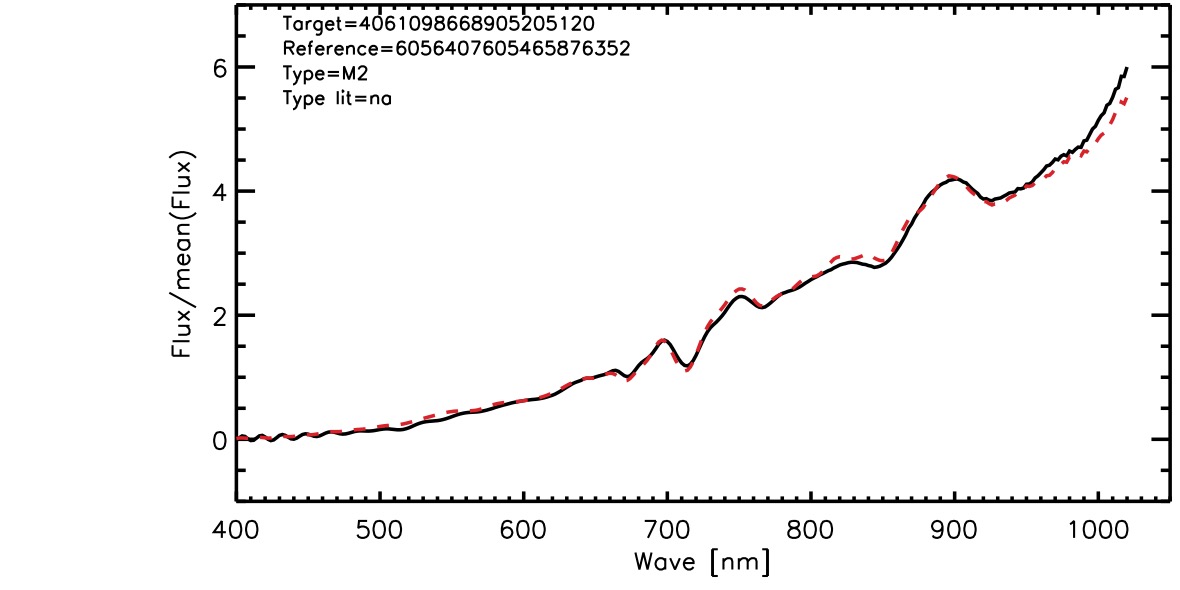 Target=4061098668905205120
Reference=6056407605465876352
Type=M2
Type lit=na
6
4
2
0
Flux/mean(Flux)
400 500 600 700 800 900 1000
Wave [nm]